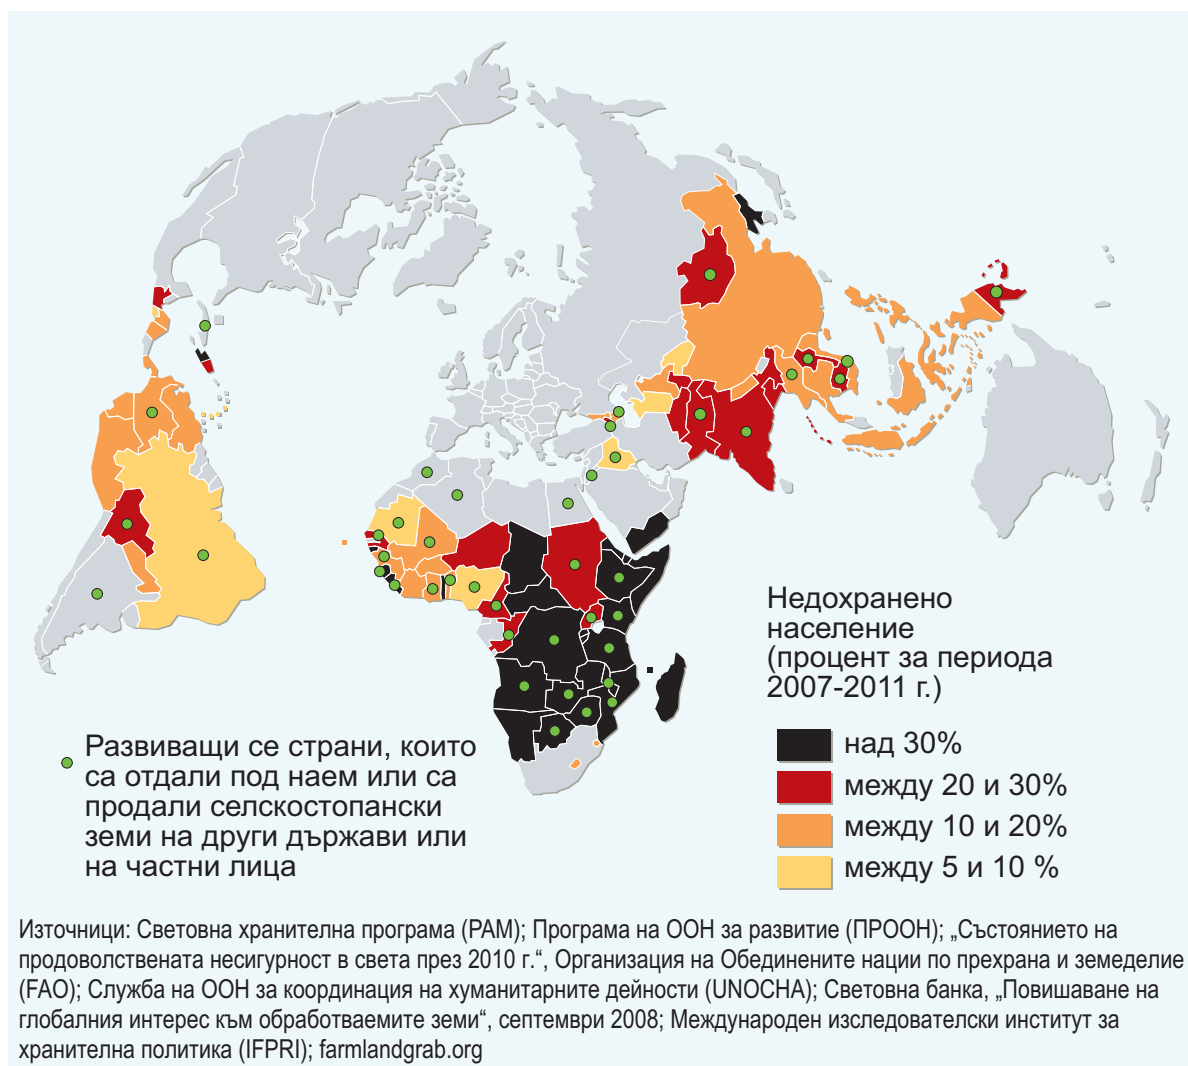 Недохранено
население
(процент за периода
2007-2011 г.)
над 30%
между 20 и 30%
между 10 и 20%
между 5 и 10 %
Развиващи се страни, които
са отдали под наем или са
продали селскостопански
земи на други държави или
на частни лица
Източници: Световна хранителна програма (PAM); Програма на ООН за развитие (ПРООН); „Състоянието на
продоволствената несигурност в света през 2010 г.“, Организация на Обединените нации по прехрана и земеделие
(FAO); Служба на ООН за координация на хуманитарните дейности (UNOCHA); Световна банка, „Повишаване на
глобалния интерес към обработваемите земи“, септември 2008; Международен изследователски институт за
хранителна политика (IFPRI); farmlandgrab.org